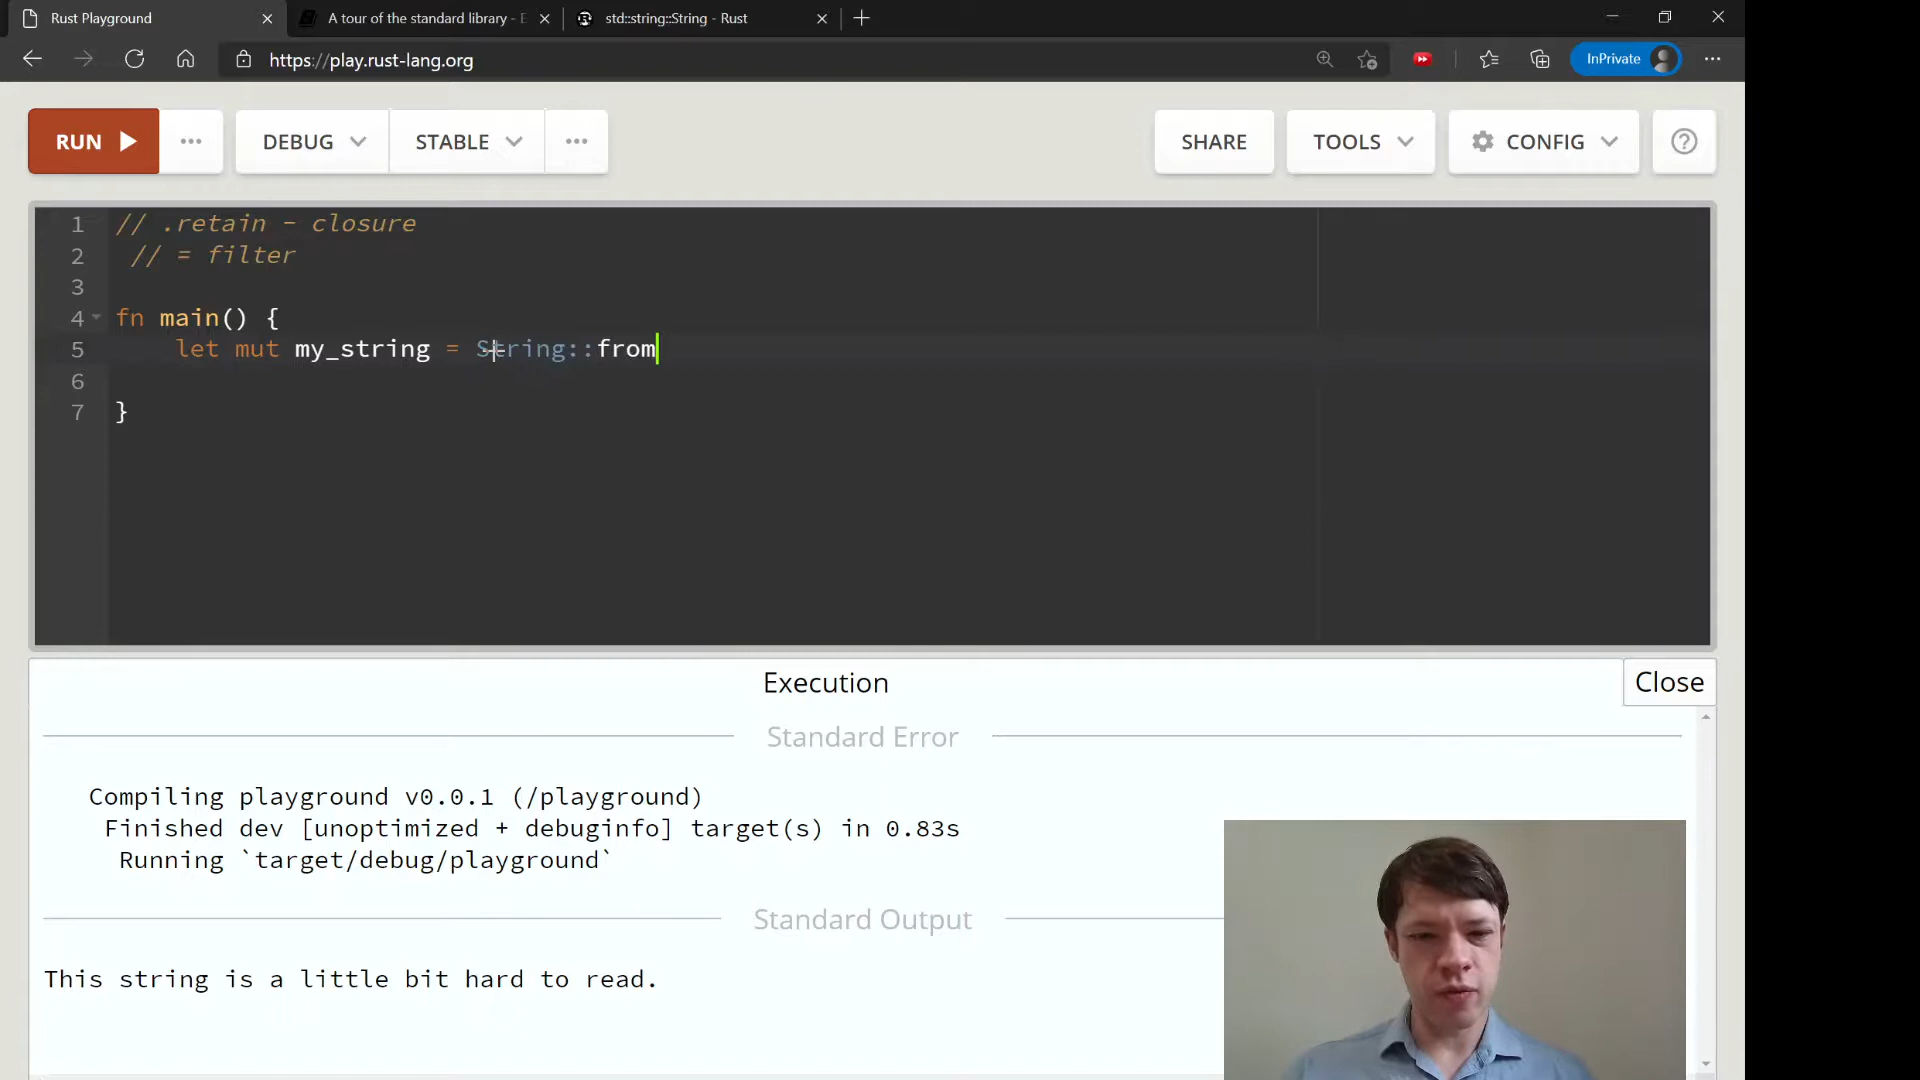 Rust Playground
A tour of the standard library - E
std::string::String - Rust
https://play.rust-lang.org
InPrivate
RUN
DEBUG
STABLE
SHARE
TOOLS
CONFIG
1 // .retain - closure
2 // = filter
3
4 fn main() {
5 let mut my_string = String::from
6
7 }
Execution
Close
Standard Error
Compiling playground v0.0.1 (/playground)
Finished dev [unoptimized + debuginfo] target(s) in 0.83s
Running `target/debug/playground`
Standard Output
This string is a little bit hard to read.